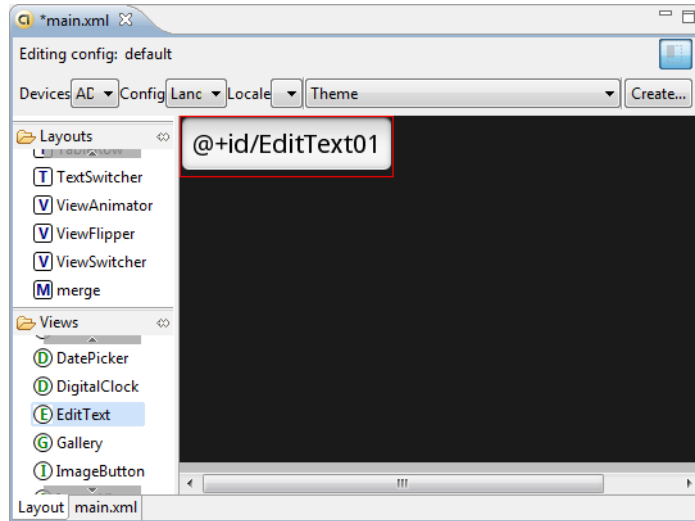 *main.xml
Editing config: default
Devices AD Config Lanc Locale Theme Create...
Layouts
TableRow
TextSwitcher
ViewAnimator
ViewFlipper
ViewSwitcher
merge
@+id/EditText01
Views
DatePicker
DigitalClock
EditText
Gallery
ImageButton
Layout main.xml